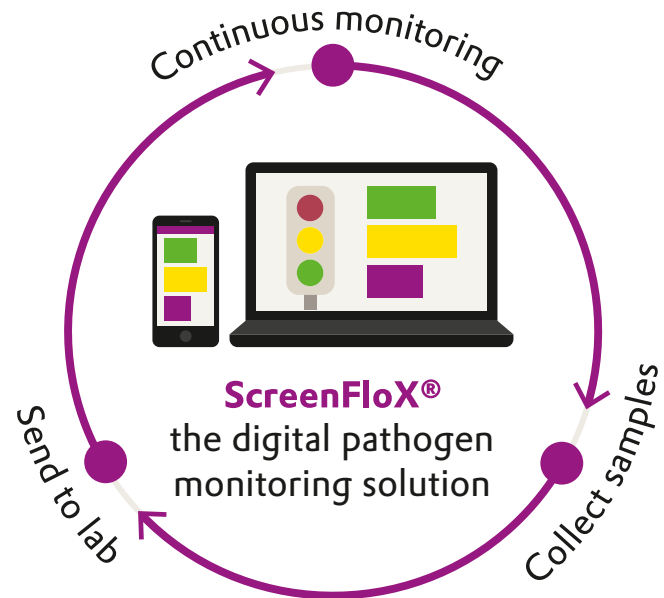 Continuous monitoring
ScreenFloX®
the digital pathogen
monitoring solution
Collect samples
Send to lab